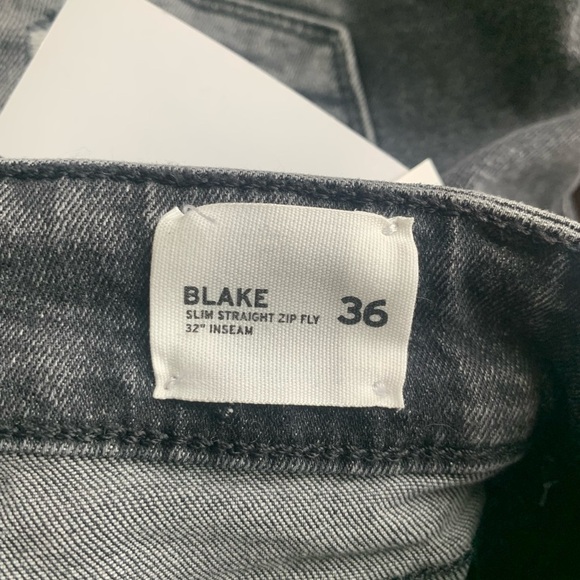 BLAKE
SLIM STRAIGHT ZIP FLY
32" INSEAM
36